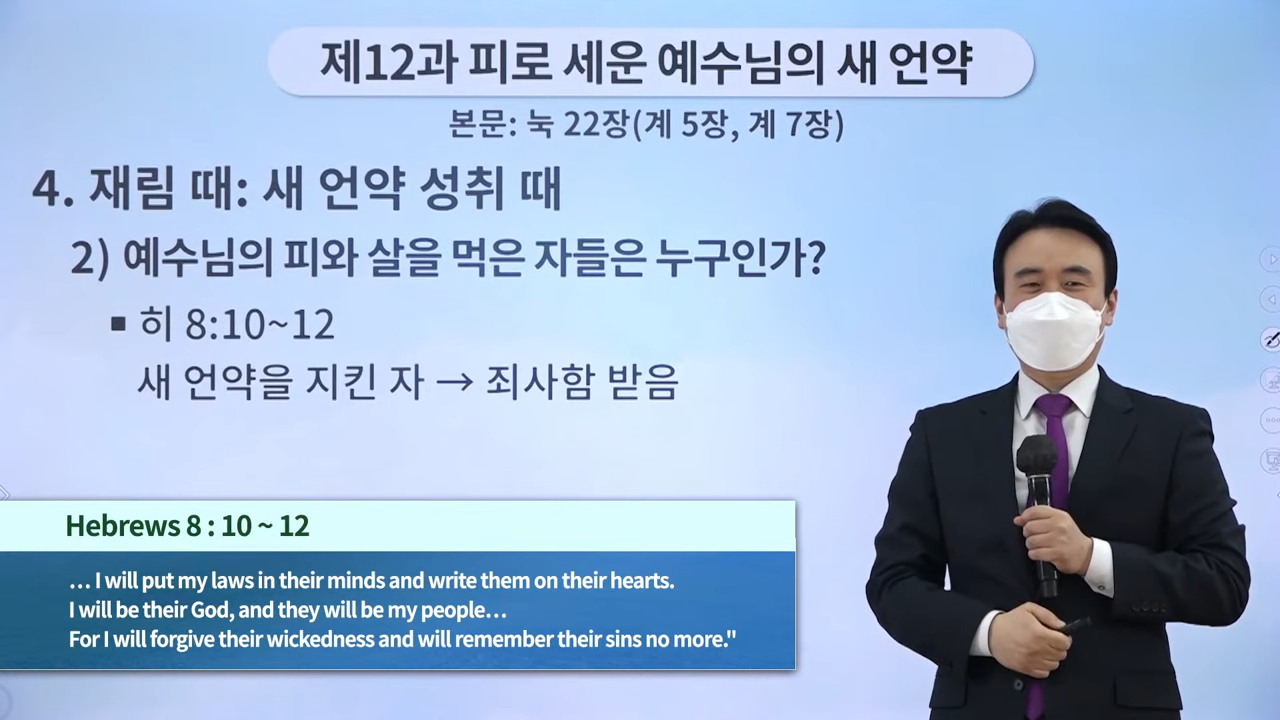 제12과 피로 세운 예수님의 새 언약
본문: 눅 22장(계 5장, 계 7장)
4. 재림 때: 새 언약 성취 때
2) 예수님의 피와 살을 먹은 자들은 누구인가?
▪ 히 8:10~12
새 언약을 지킨 자 → 죄사함 받음
Hebrews 8 : 10 ~ 12
… I will put my laws in their minds and write them on their hearts.
I will be their God, and they will be my people…
For I will forgive their wickedness and will remember their sins no more."